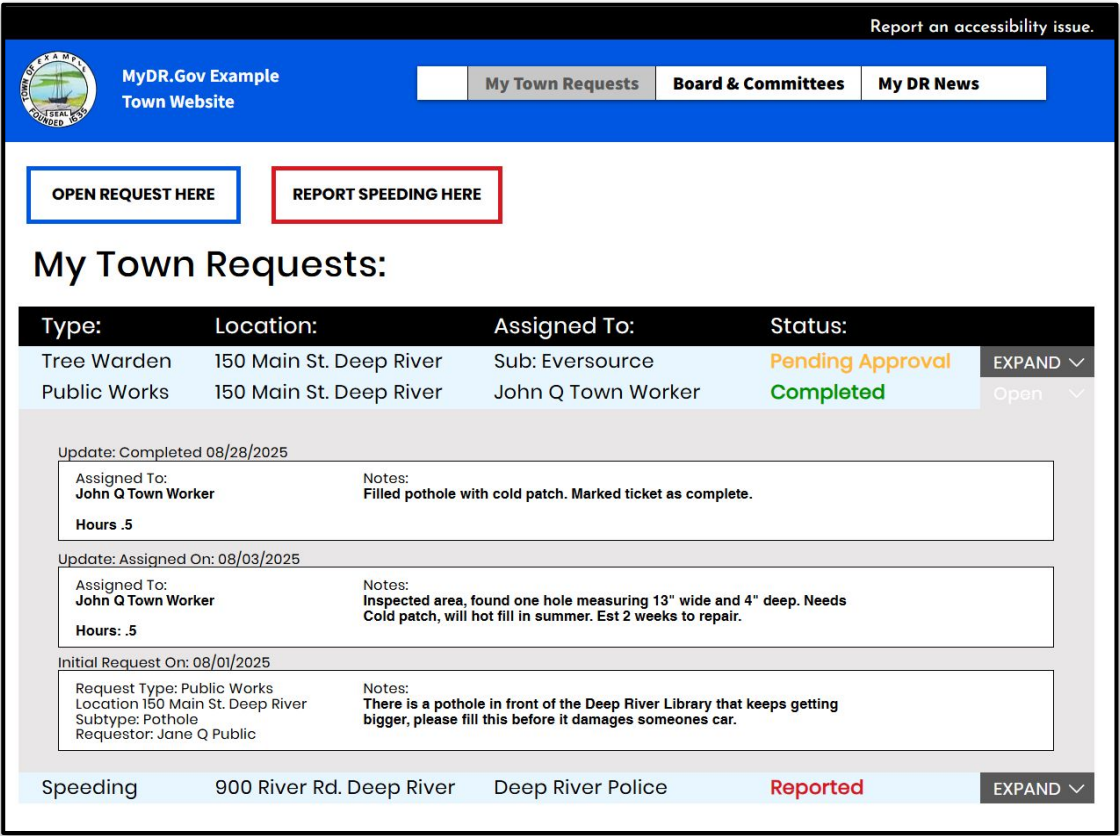 Report an accessibility issue.
TOWN OF EXAMPLE
SEAL
FOUNDED 1635
MyDR.Gov Example
Town Website
My Town Requests Board & Committees My DR News
OPEN REQUEST HERE REPORT SPEEDING HERE
My Town Requests:
Type: Location: Assigned To: Status:
Tree Warden 150 Main St. Deep River Sub: Eversource Pending Approval EXPAND
Public Works 150 Main St. Deep River John Q Town Worker Completed Open
Update: Completed 08/28/2025
Assigned To: Notes:
John Q Town Worker Filled pothole with cold patch. Marked ticket as complete.
Hours .5
Update: Assigned On: 08/03/2025
Assigned To: Notes:
John Q Town Worker Inspected area, found one hole measuring 13" wide and 4" deep. Needs
Cold patch, will hot fill in summer. Est 2 weeks to repair.
Hours: .5
Initial Request On: 08/01/2025
Request Type: Public Works Notes:
Location 150 Main St. Deep River There is a pothole in front of the Deep River Library that keeps getting
Subtype: Pothole bigger, please fill this before it damages someones car.
Requestor: Jane Q Public
Speeding 900 River Rd. Deep River Deep River Police Reported EXPAND